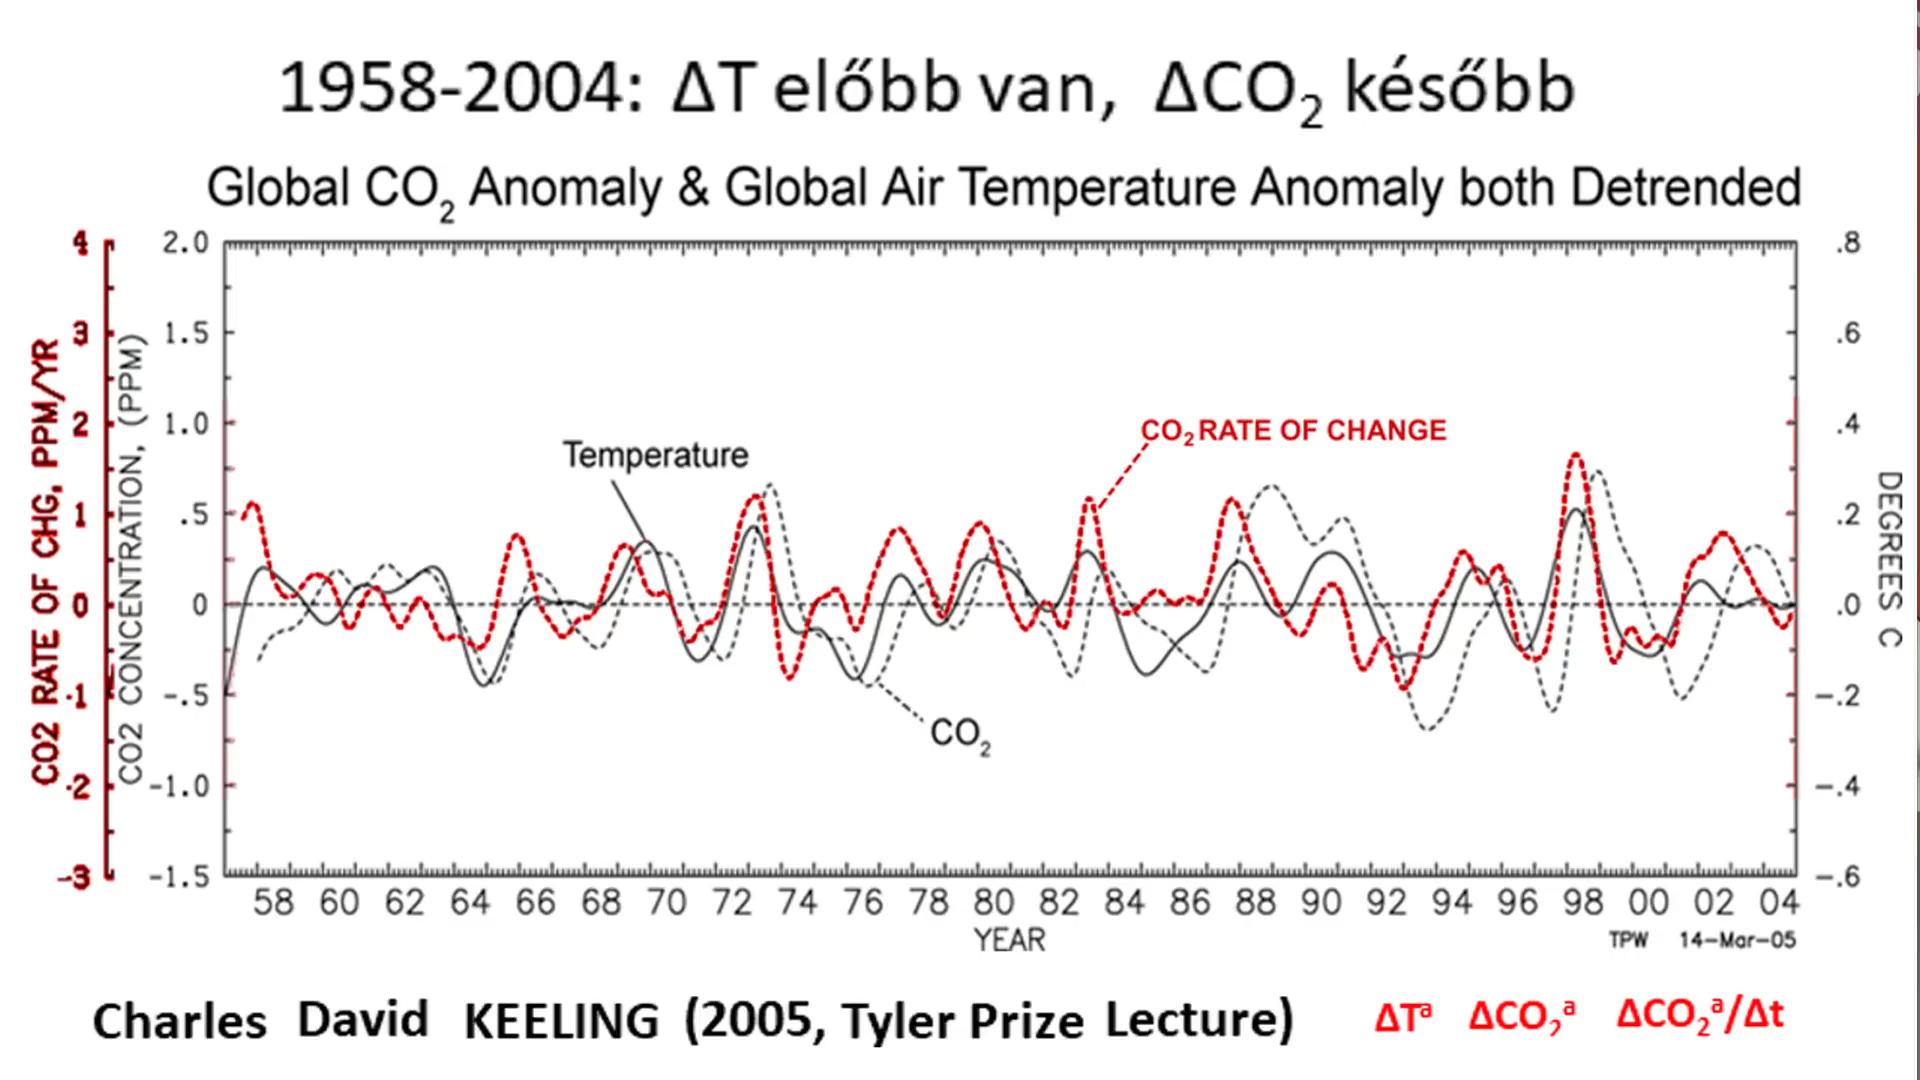 1958-2004: ΔT előbb van, ΔCO₂ később
Global CO₂ Anomaly & Global Air Temperature Anomaly both Detrended
CO2 RATE OF CHG, PPM/YR
4
3
2
1
0
-1
-2
-3
CO2 CONCENTRATION, (PPM)
2.0
1.5
1.0
.5
0
-.5
-1.0
-1.5
Temperature
CO₂ RATE OF CHANGE
CO₂
.8
.6
.4
.2
.0
-.2
-.4
-.6
DEGREES C
58 60 62 64 66 68 70 72 74 76 78 80 82 84 86 88 90 92 94 96 98 00 02 04
YEAR
TPW 14-Mar-05
Charles David KEELING (2005, Tyler Prize Lecture) ΔTᵃ ΔCO₂ᵃ ΔCO₂ᵃ/Δt